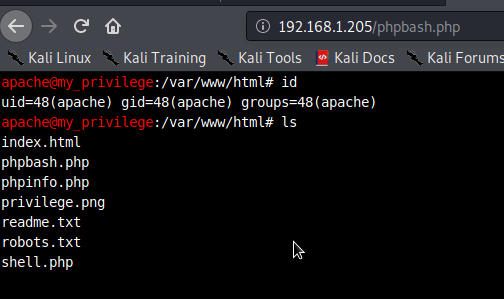 192.168.1.205/phpbash.php
Kali Linux Kali Training Kali Tools Kali Docs Kali Forums
apache@my_privilege:/var/www/html# id
uid=48(apache) gid=48(apache) groups=48(apache)
apache@my_privilege:/var/www/html# ls
index.html
phpbash.php
phpinfo.php
privilege.png
readme.txt
robots.txt
shell.php